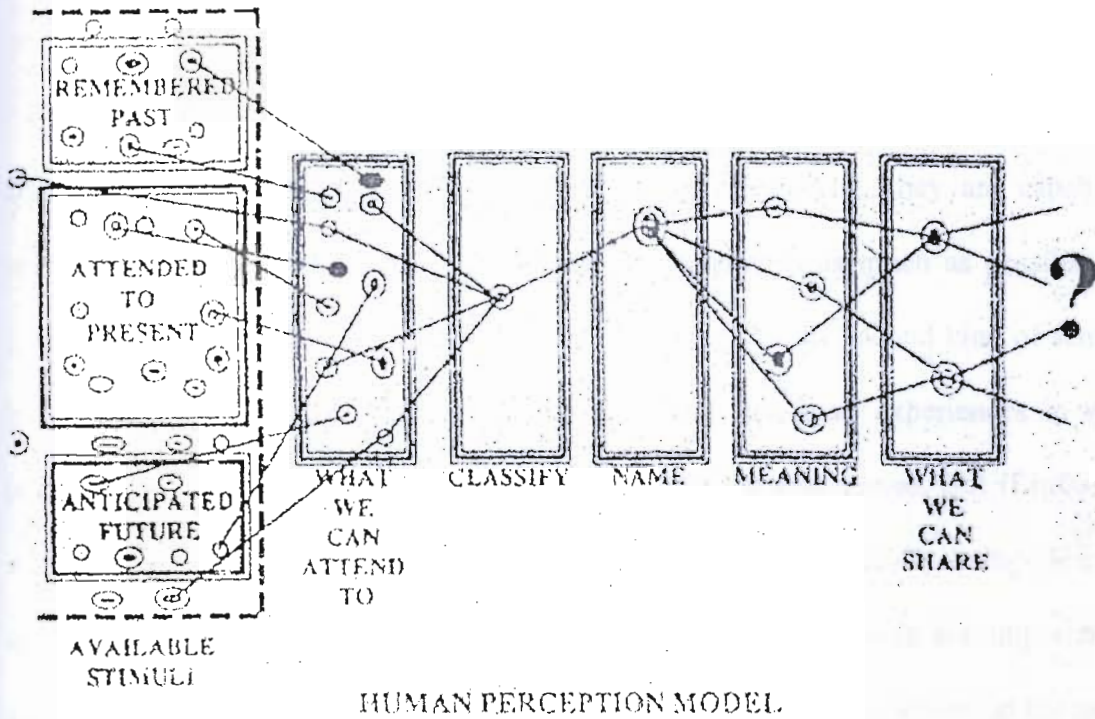 REMEMBERED
PAST
ATTENDED
TO
PRESENT
ANTICIPATED
FUTURE
AVAILABLE
STIMULI
WHAT
WE
CAN
ATTEND
TO
CLASSIFY
NAME
MEANING
WHAT
WE
CAN
SHARE
?
HUMAN PERCEPTION MODEL